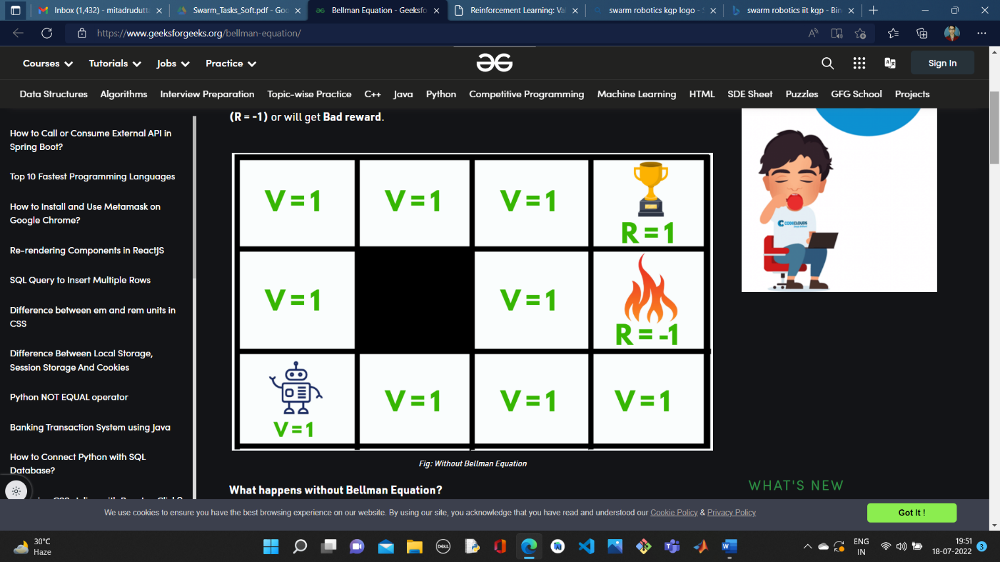 Inbox (1,432) - mitadrudutta
Swarm_Tasks_Soft.pdf - Goo
Bellman Equation - Geeksfo
Reinforcement Learning: Va
swarm robotics kgp logo - S
swarm robotics iit kgp - Bin
https://www.geeksforgeeks.org/bellman-equation/
Courses
Tutorials
Jobs
Practice
Sign In
Data Structures
Algorithms
Interview Preparation
Topic-wise Practice
C++
Java
Python
Competitive Programming
Machine Learning
HTML
SDE Sheet
Puzzles
GFG School
Projects
How to Call or Consume External API in
Spring Boot?
Top 10 Fastest Programming Languages
How to Install and Use Metamask on
Google Chrome?
Re-rendering Components in ReactJS
SQL Query to Insert Multiple Rows
Difference between em and rem units in
CSS
Difference Between Local Storage,
Session Storage And Cookies
Python NOT EQUAL operator
Banking Transaction System using Java
How to Connect Python with SQL
Database?
(R = -1) or will get Bad reward.
V = 1
V = 1
V = 1
R = 1
V = 1
V = 1
R = -1
V = 1
V = 1
V = 1
V = 1
Fig: Without Bellman Equation
What happens without Bellman Equation?
CODECLOUDS
WHAT'S NEW
We use cookies to ensure you have the best browsing experience on our website. By using our site, you acknowledge that you have read and understood our Cookie Policy & Privacy Policy
Got It !
30°C
Haze
DELL
ENG
IN
19:51
18-07-2022
3